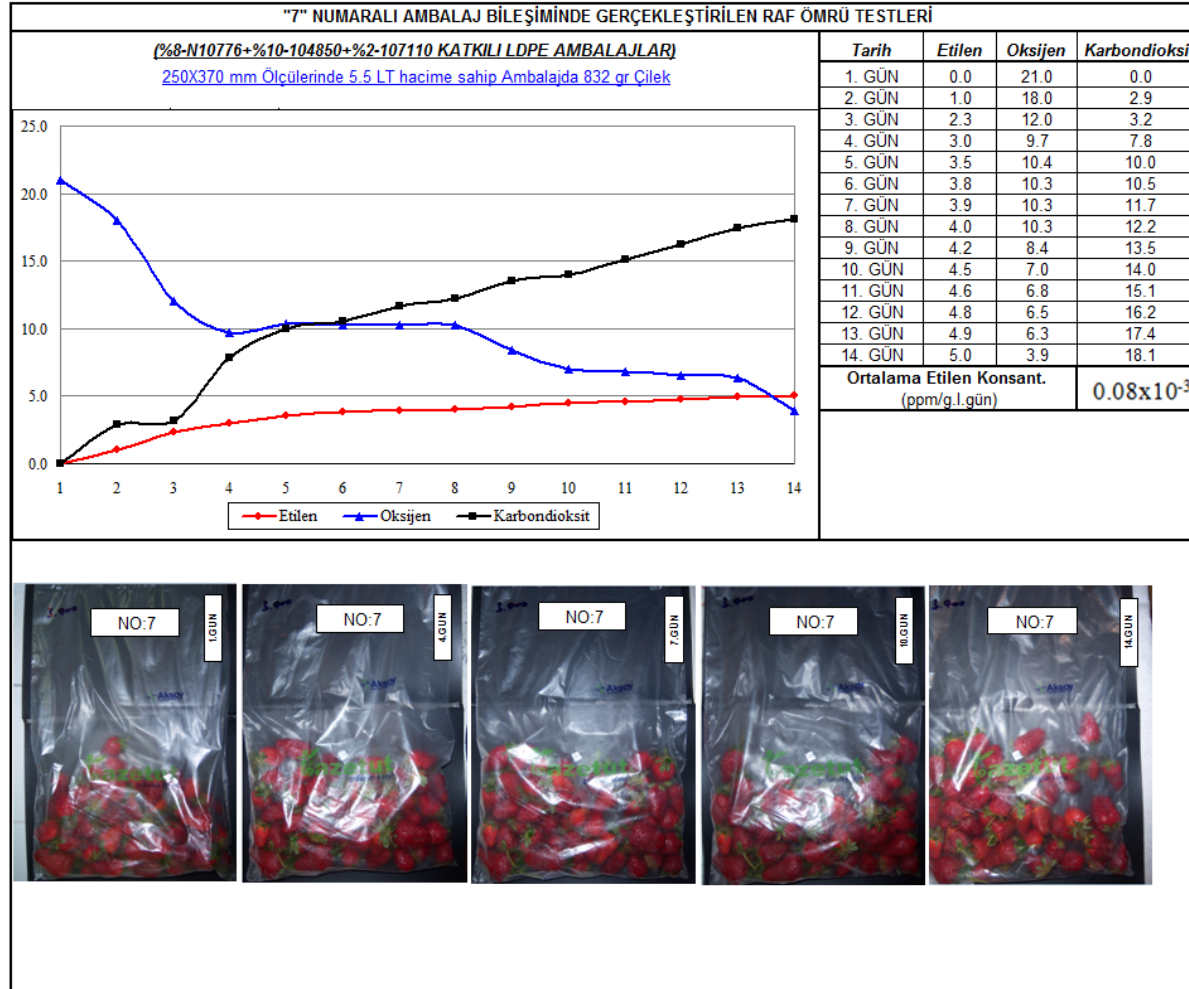 "7" NUMARALI AMBALAJ BİLEŞİMİNDE GERÇEKLEŞTİRİLEN RAF ÖMRÜ TESTLERİ
(%8-N10776+%10-104850+%2-107110 KATKILI LDPE AMBALAJLAR)
250X370 mm Ölçülerinde 5.5 LT hacime sahip Ambalajda 832 gr Çilek
25.0
20.0
15.0
10.0
5.0
0.0
1 2 3 4 5 6 7 8 9 10 11 12 13 14
Etilen Oksijen Karbondioksit
Tarih Etilen Oksijen Karbondioksi
1. GÜN 0.0 21.0 0.0
2. GÜN 1.0 18.0 2.9
3. GÜN 2.3 12.0 3.2
4. GÜN 3.0 9.7 7.8
5. GÜN 3.5 10.4 10.0
6. GÜN 3.8 10.3 10.5
7. GÜN 3.9 10.3 11.7
8. GÜN 4.0 10.3 12.2
9. GÜN 4.2 8.4 13.5
10. GÜN 4.5 7.0 14.0
11. GÜN 4.6 6.8 15.1
12. GÜN 4.8 6.5 16.2
13. GÜN 4.9 6.3 17.4
14. GÜN 5.0 3.9 18.1
Ortalama Etilen Konsant.
(ppm/g.l.gün)
0.08x10⁻³
NO:7
1.GUN
Aksoy
NO:7
4.GUN
Aksoy
NO:7
7.GUN
Aksoy
NO:7
10.GUN
Aksoy
NO:7
14.GUN
Aksoy